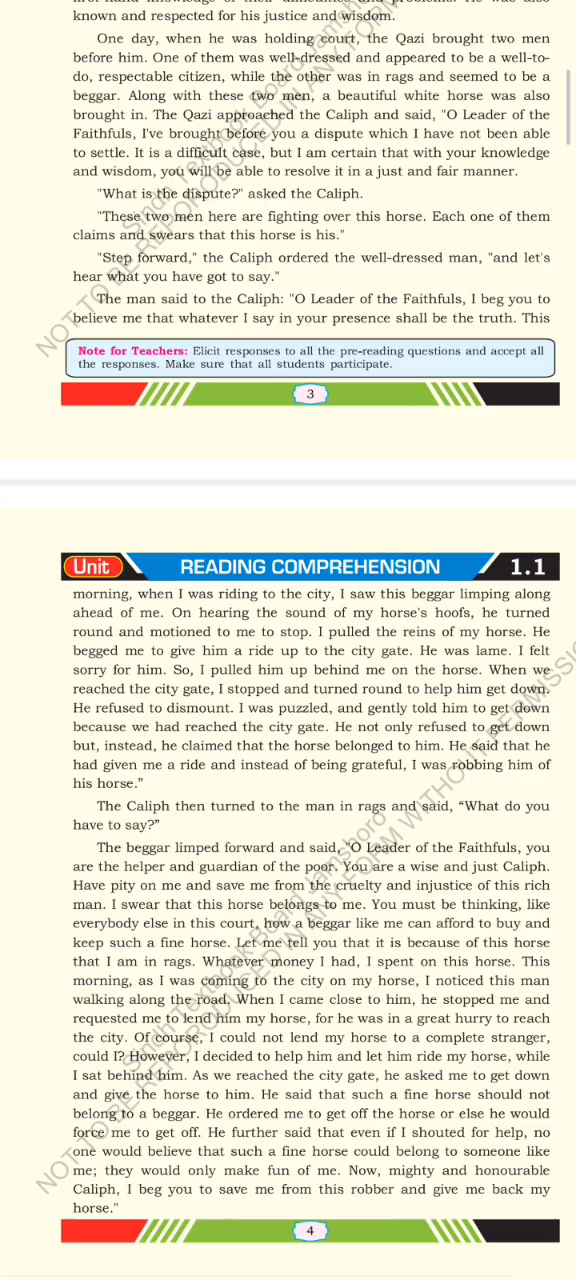 known and respected for his justice and wisdom.
One day, when he was holding court, the Qazi brought two men
before him. One of them was well-dressed and appeared to be a well-to-
do, respectable citizen, while the other was in rags and seemed to be a
beggar. Along with these two men, a beautiful white horse was also
brought in. The Qazi approached the Caliph and said, "O Leader of the
Faithfuls, I've brought before you a dispute which I have not been able
to settle. It is a difficult case, but I am certain that with your knowledge
and wisdom, you will be able to resolve it in a just and fair manner.
"What is the dispute?" asked the Caliph.
"These two men here are fighting over this horse. Each one of them
claims and swears that this horse is his."
"Step forward," the Caliph ordered the well-dressed man, "and let's
hear what you have got to say."
The man said to the Caliph: "O Leader of the Faithfuls, I beg you to
believe me that whatever I say in your presence shall be the truth. This
Note for Teachers: Elicit responses to all the pre-reading questions and accept all
the responses. Make sure that all students participate.
3
Unit READING COMPREHENSION 1.1
morning, when I was riding to the city, I saw this beggar limping along
ahead of me. On hearing the sound of my horse's hoofs, he turned
round and motioned to me to stop. I pulled the reins of my horse. He
begged me to give him a ride up to the city gate. He was lame. I felt
sorry for him. So, I pulled him up behind me on the horse. When we
reached the city gate, I stopped and turned round to help him get down.
He refused to dismount. I was puzzled, and gently told him to get down
because we had reached the city gate. He not only refused to get down
but, instead, he claimed that the horse belonged to him. He said that he
had given me a ride and instead of being grateful, I was robbing him of
his horse.”
The Caliph then turned to the man in rags and said, “What do you
have to say?”
The beggar limped forward and said, "O Leader of the Faithfuls, you
are the helper and guardian of the poor. You are a wise and just Caliph.
Have pity on me and save me from the cruelty and injustice of this rich
man. I swear that this horse belongs to me. You must be thinking, like
everybody else in this court, how a beggar like me can afford to buy and
keep such a fine horse. Let me tell you that it is because of this horse
that I am in rags. Whatever money I had, I spent on this horse. This
morning, as I was coming to the city on my horse, I noticed this man
walking along the road. When I came close to him, he stopped me and
requested me to lend him my horse, for he was in a great hurry to reach
the city. Of course, I could not lend my horse to a complete stranger,
could I? However, I decided to help him and let him ride my horse, while
I sat behind him. As we reached the city gate, he asked me to get down
and give the horse to him. He said that such a fine horse should not
belong to a beggar. He ordered me to get off the horse or else he would
force me to get off. He further said that even if I shouted for help, no
one would believe that such a fine horse could belong to someone like
me; they would only make fun of me. Now, mighty and honourable
Caliph, I beg you to save me from this robber and give me back my
horse."
4
Sindh Textbook Board Jamshoro
NOT TO BE REPORODUCED IN ANY FORM WITHOUT PERMISSIO